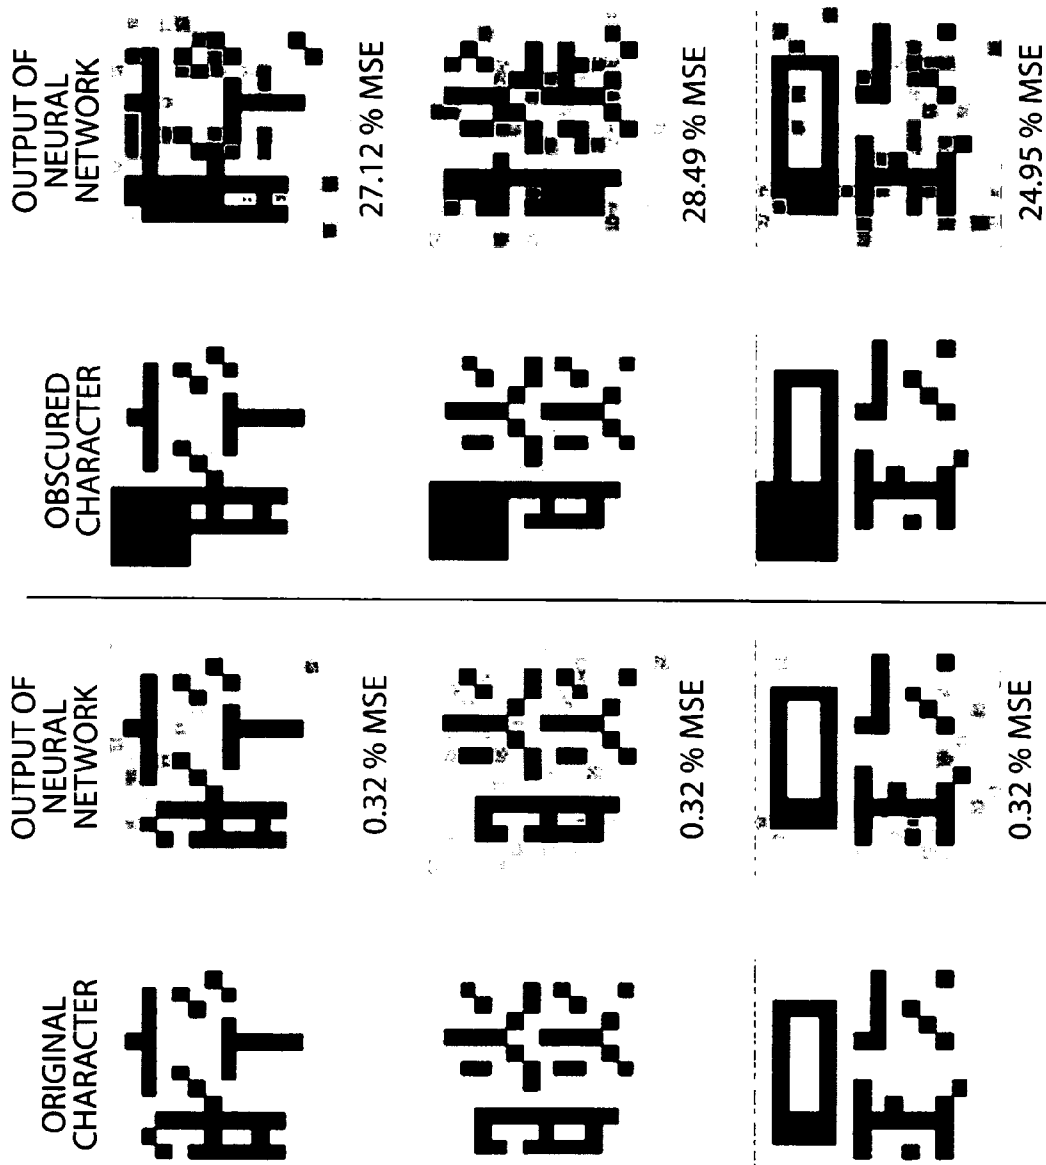 ORIGINAL
CHARACTER
OUTPUT OF
NEURAL
NETWORK
OBSCURED
CHARACTER
OUTPUT OF
NEURAL
NETWORK
0.32 % MSE
27.12 % MSE
0.32 % MSE
28.49 % MSE
0.32 % MSE
24.95 % MSE